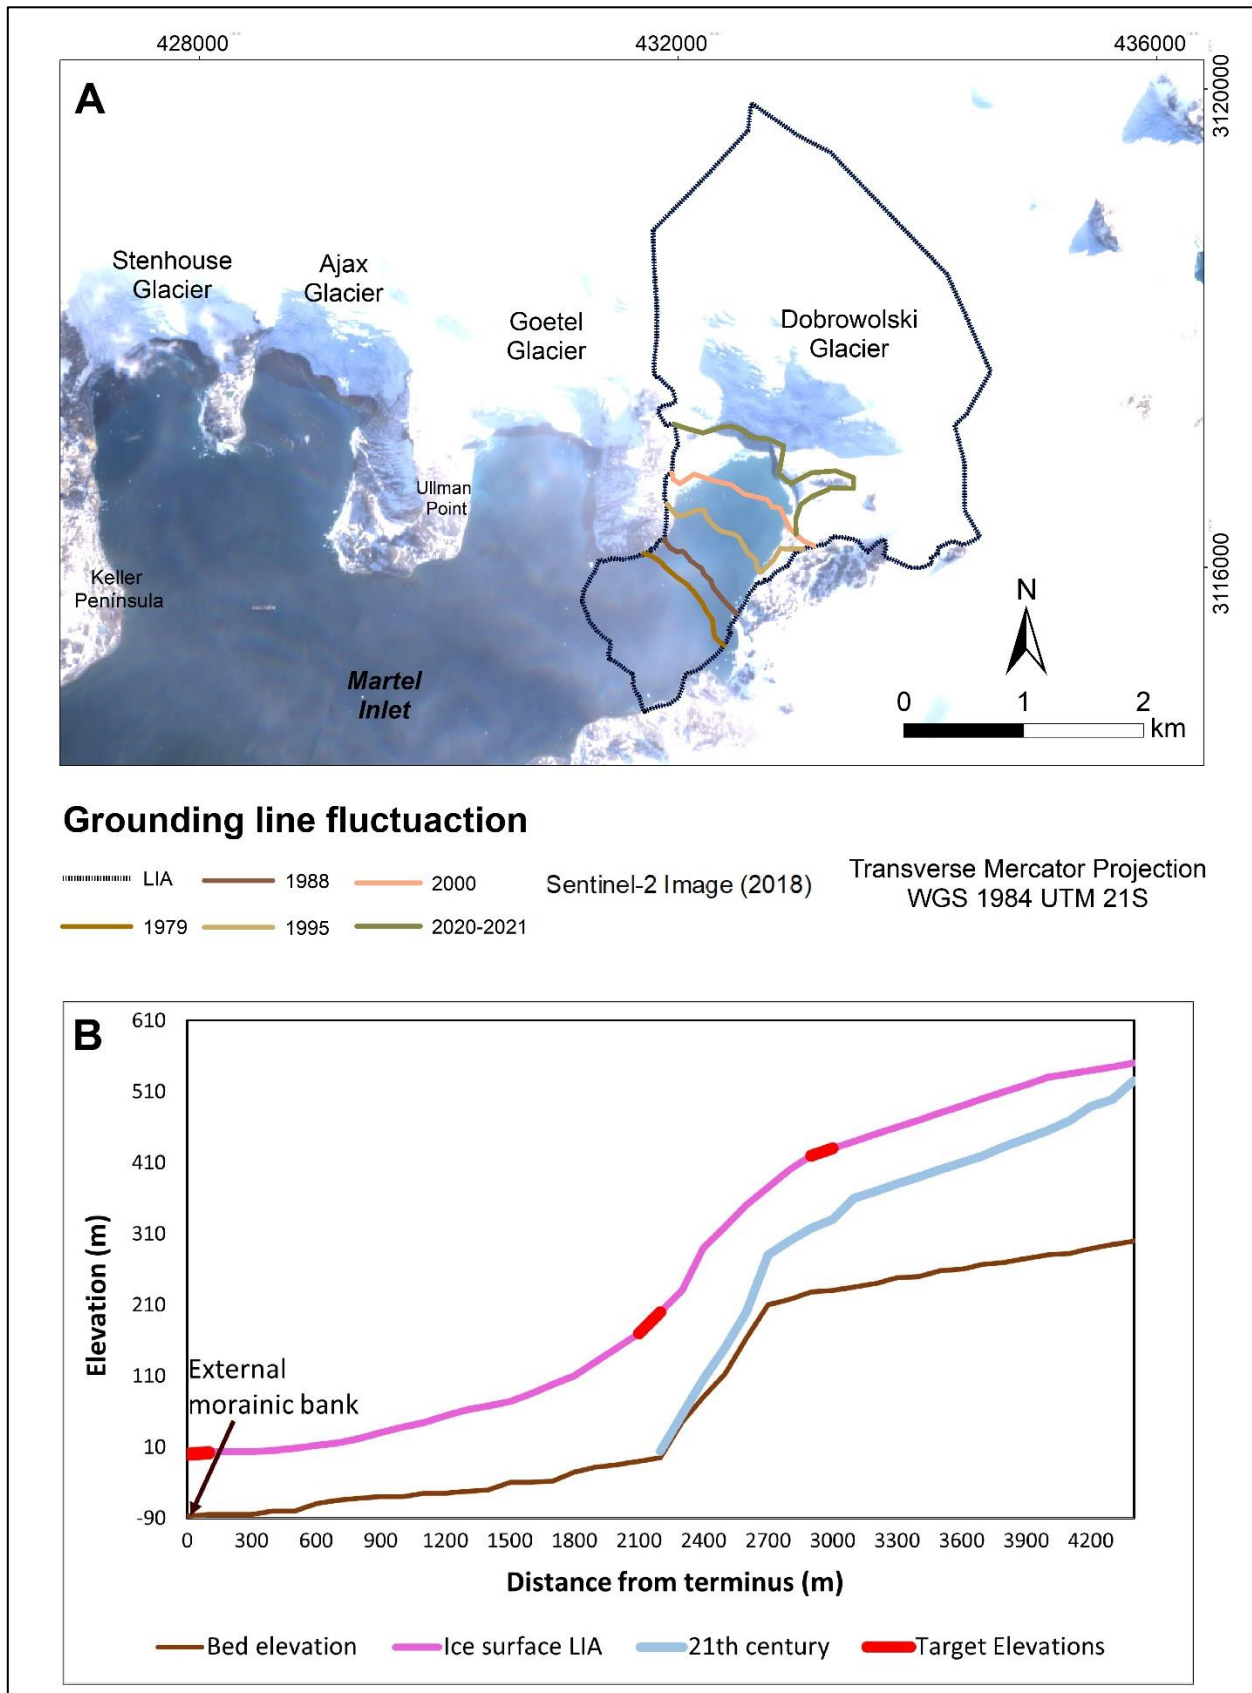 428000
432000
436000
A
3120000
Stenhouse
Glacier
Ajax
Glacier
Goetel
Glacier
Dobrowolski
Glacier
Ullman
Point
Keller
Península
3116000
N
Martel
Inlet
0 1 2
km
Grounding line fluctuaction
LIA
1988
2000
1979
1995
2020-2021
Sentinel-2 Image (2018)
Transverse Mercator Projection
WGS 1984 UTM 21S
B
610
510
410
310
210
110
10
-90
Elevation (m)
External
morainic bank
0 300 600 900 1200 1500 1800 2100 2400 2700 3000 3300 3600 3900 4200
Distance from terminus (m)
Bed elevation Ice surface LIA 21th century Target Elevations